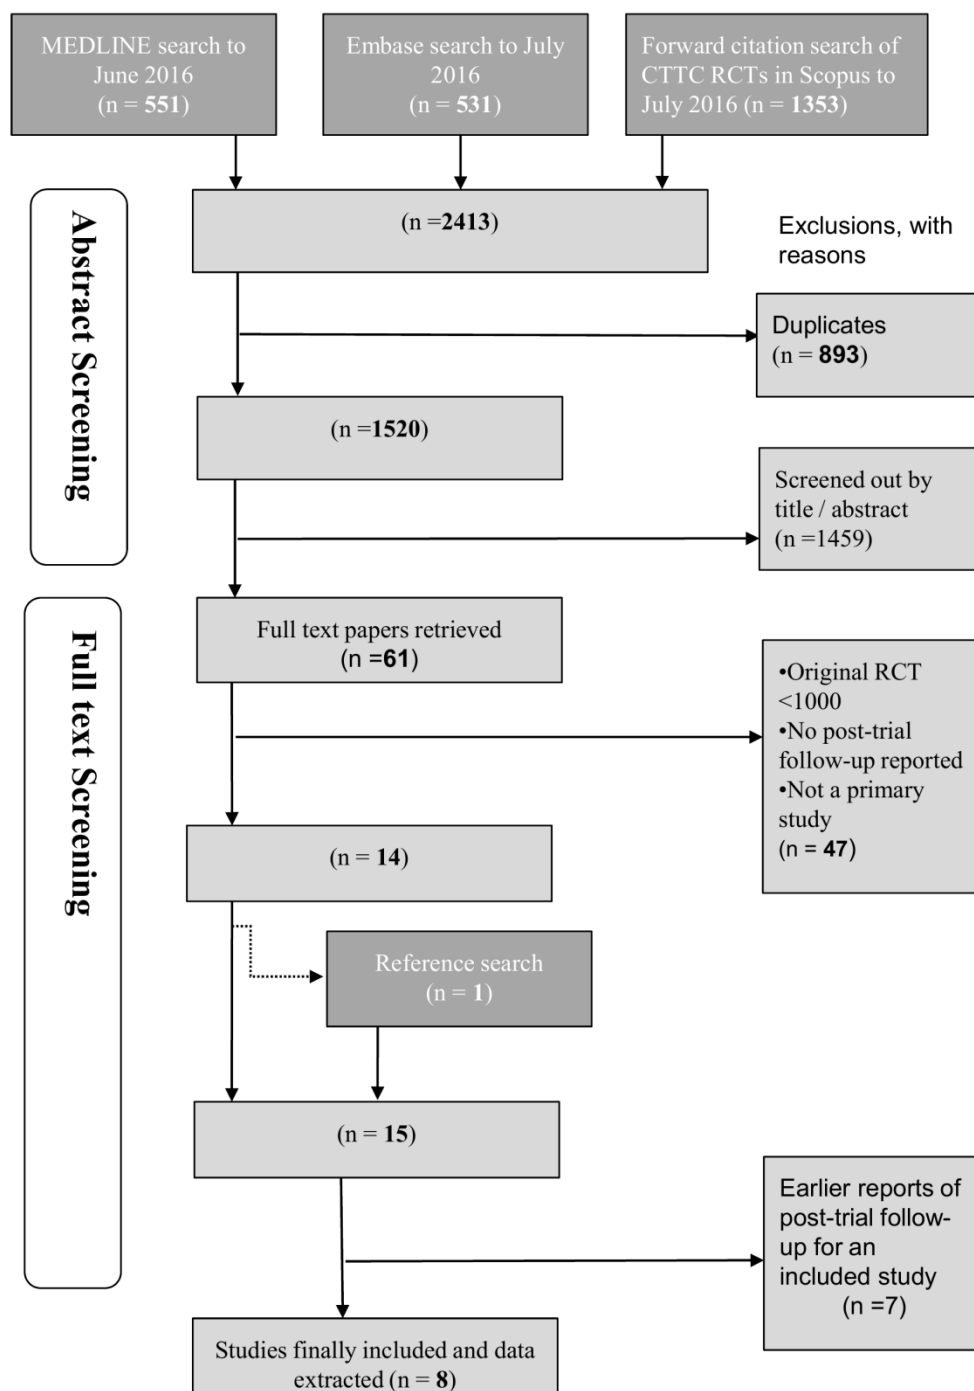 MEDLINE search to
June 2016
(n = 551)
Embase search to July
2016
(n = 531)
Forward citation search of
CTTC RCTs in Scopus to
July 2016 (n = 1353)
Abstract Screening
(n =2413)
Exclusions, with
reasons
Duplicates
(n = 893)
(n =1520)
Screened out by
title / abstract
(n =1459)
Full text Screening
Full text papers retrieved
(n =61)
•Original RCT
<1000
•No post-trial
follow-up reported
•Not a primary
study
(n = 47)
(n = 14)
Reference search
(n = 1)
(n = 15)
Earlier reports of
post-trial follow-
up for an
included study
(n =7)
Studies finally included and data
extracted (n = 8)